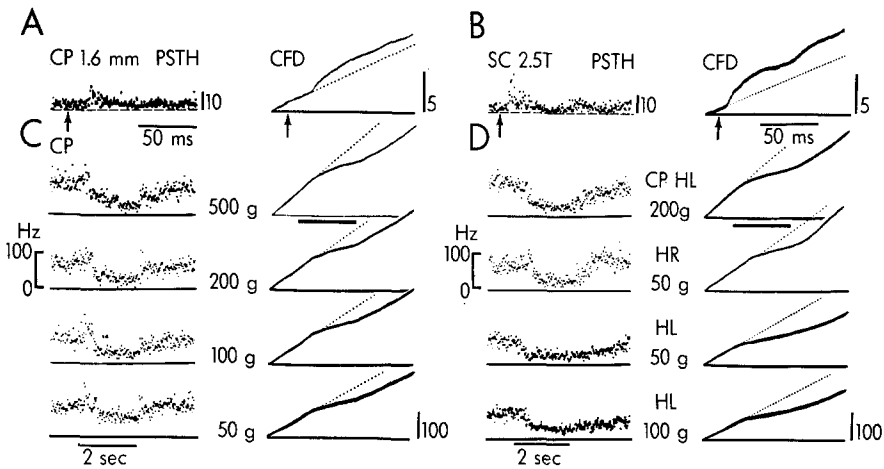 A
CP 1.6 mm PSTH CFD
10
5
50 ms
B
SC 2.5T PSTH CFD
10
5
50 ms
C
CP
500 g
Hz
100
0
200 g
100 g
50 g
100
2 sec
D
CP HL
200g
Hz
100
0
HR
50 g
HL
50 g
HL
100 g
100
2 sec